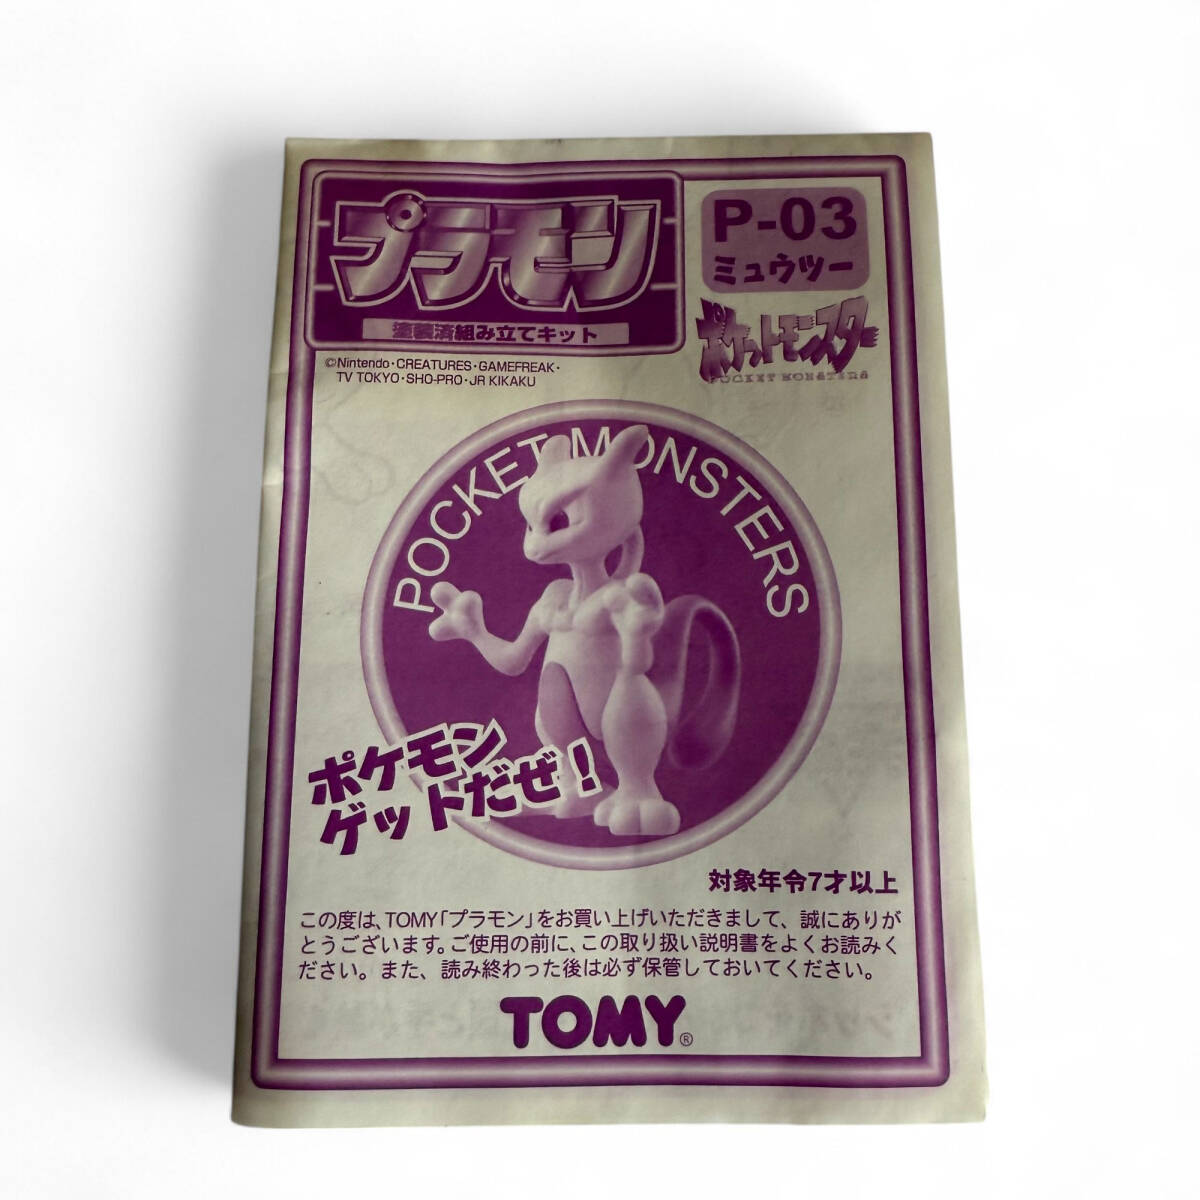 プラモン
塗装済組み立てキット
P-03
ミュウツー
ポケットモンスター
POCKET MONSTERS
©Nintendo・CREATURES・GAMEFREAK・
TV TOKYO・SHO-PRO・JR KIKAKU
POCKET MONSTERS
ポケモン
ゲットだぜ!
対象年令7才以上
この度は、TOMY「プラモン」をお買い上げいただきまして、誠にありが
とうございます。ご使用の前に、この取り扱い説明書をよくお読みく
ださい。また、読み終わった後は必ず保管しておいてください。
TOMY®